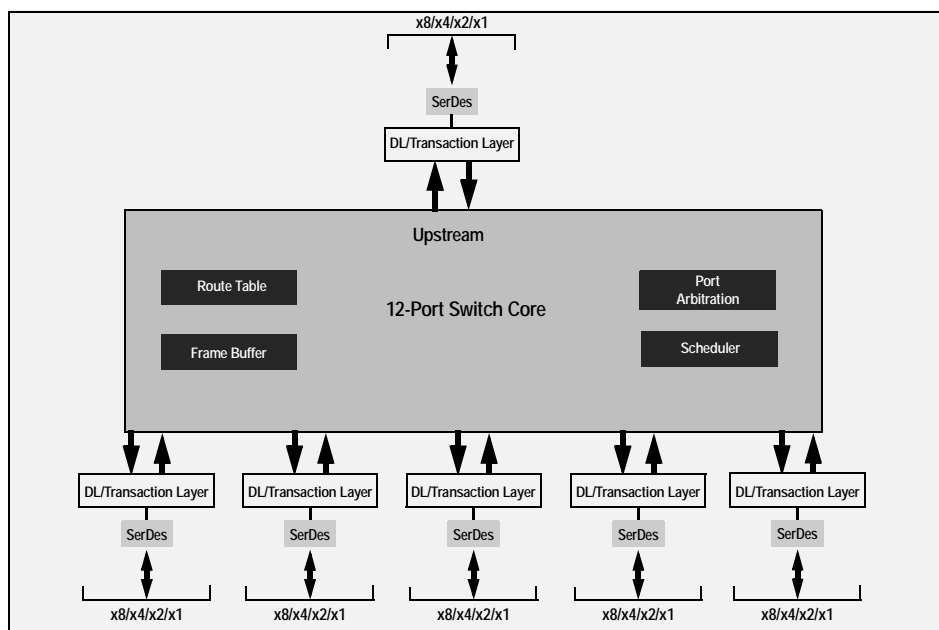 x8/x4/x2/x1
SerDes
DL/Transaction Layer
Upstream
Route Table
Port
Arbitration
12-Port Switch Core
Frame Buffer
Scheduler
DL/Transaction Layer
DL/Transaction Layer
DL/Transaction Layer
DL/Transaction Layer
DL/Transaction Layer
SerDes
SerDes
SerDes
SerDes
SerDes
x8/x4/x2/x1
x8/x4/x2/x1
x8/x4/x2/x1
x8/x4/x2/x1
x8/x4/x2/x1